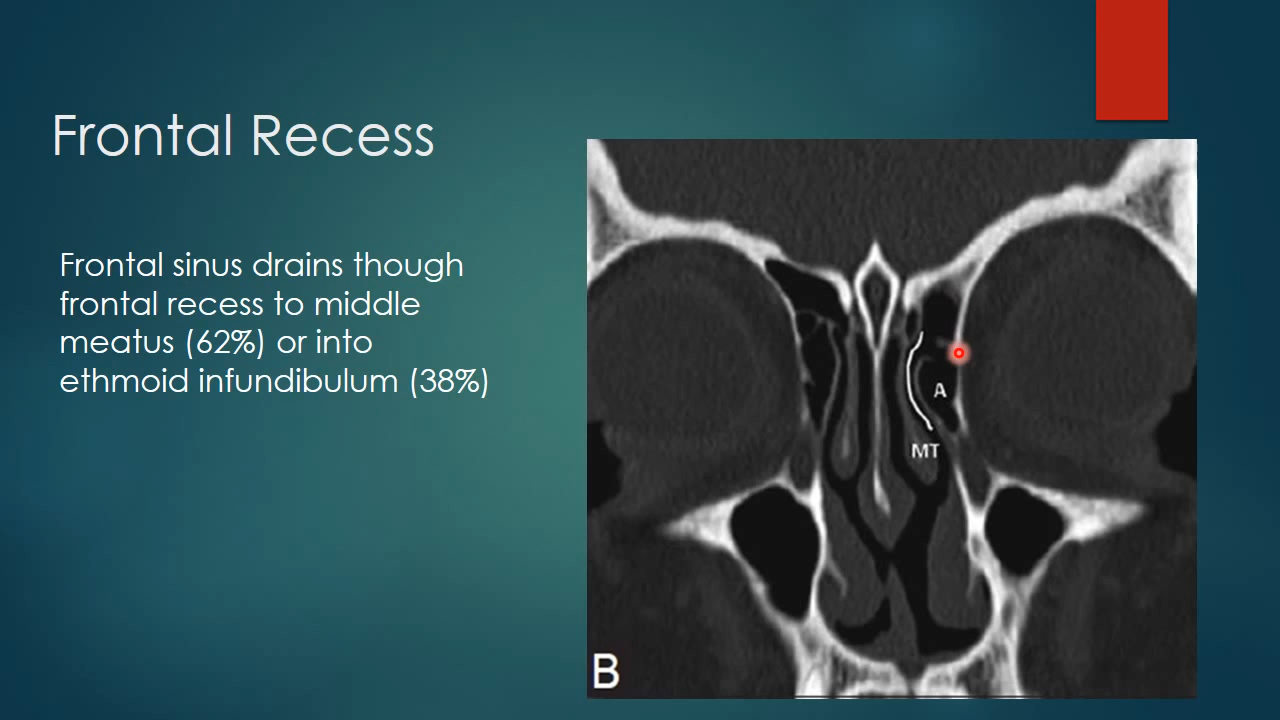 Frontal Recess
Frontal sinus drains though
frontal recess to middle
meatus (62%) or into
ethmoid infundibulum (38%)
A
MT
B